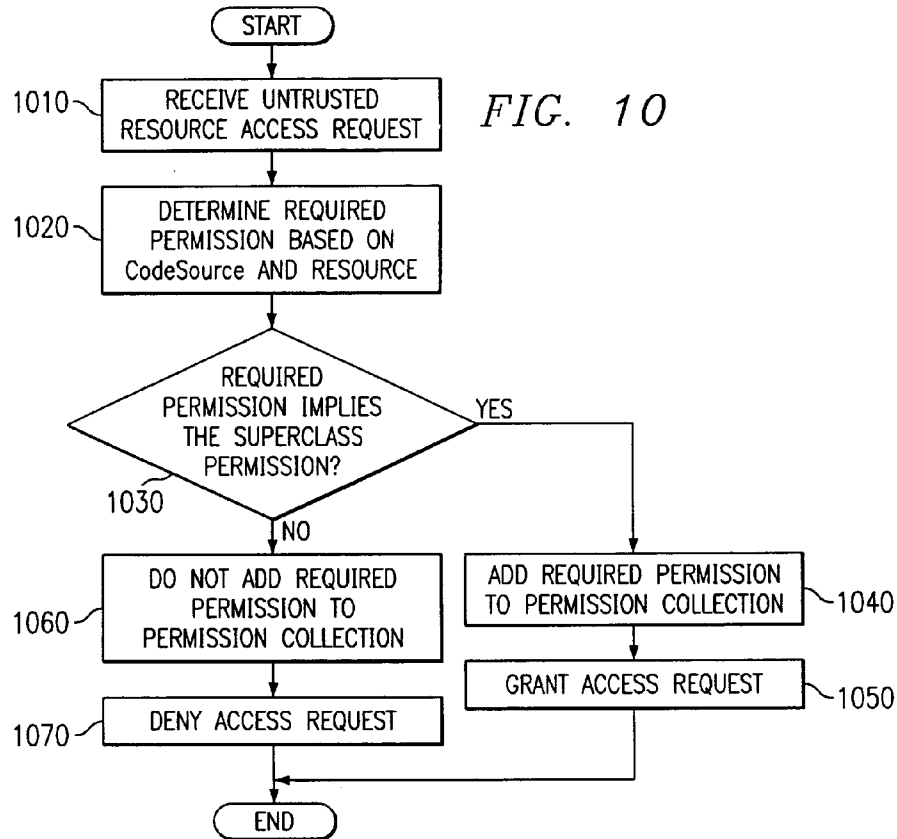 START
1010
RECEIVE UNTRUSTED
RESOURCE ACCESS REQUEST
FIG. 10
1020
DETERMINE REQUIRED
PERMISSION BASED ON
CodeSource AND RESOURCE
REQUIRED
PERMISSION IMPLIES
THE SUPERCLASS
PERMISSION?
YES
1030
NO
1060
DO NOT ADD REQUIRED
PERMISSION TO
PERMISSION COLLECTION
ADD REQUIRED PERMISSION
TO PERMISSION COLLECTION
1040
1070
DENY ACCESS REQUEST
GRANT ACCESS REQUEST
1050
END